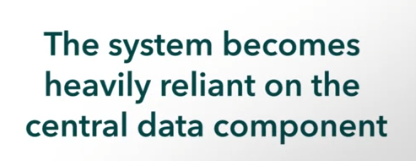 The system becomes
heavily reliant on the
central data component